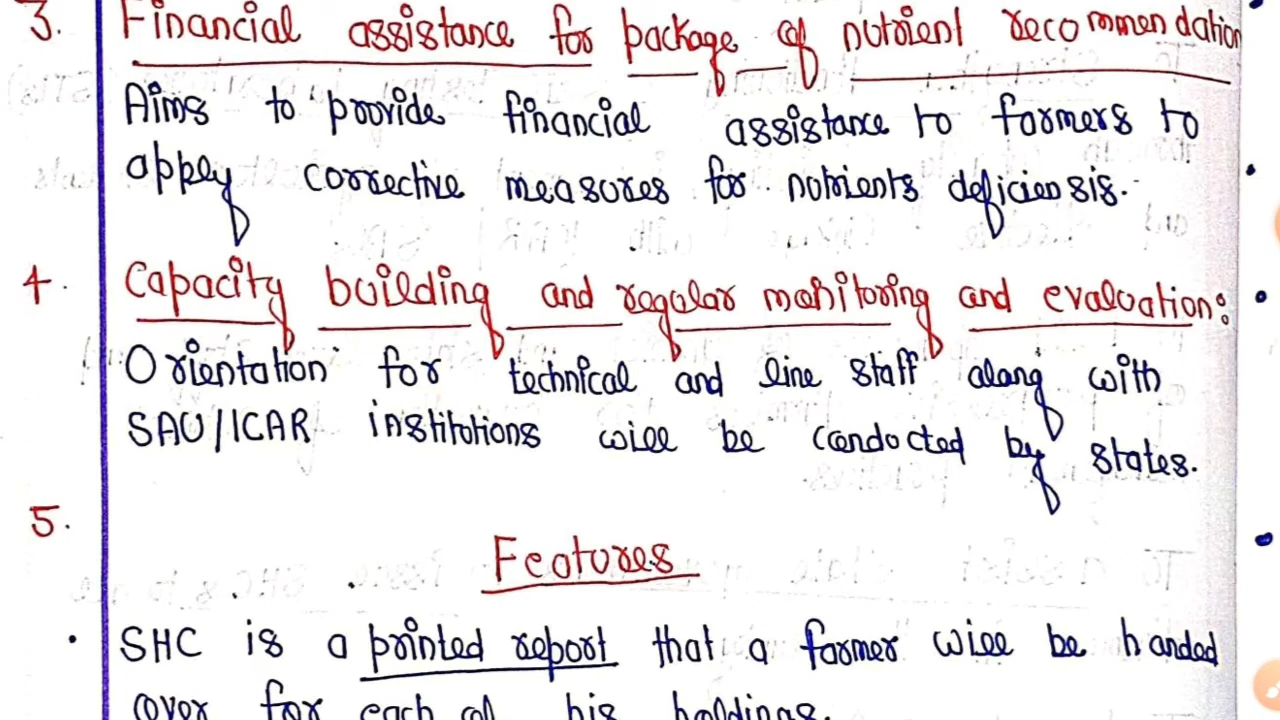 3. Financial assistance for package of nutrient recommendation
Aims to provide financial assistance to farmers to
apply corrective measures for nutrients deficiensis.
4. Capacity building and regular monitoring and evaluation:
Orientation for technical and line staff along with
SAU/ICAR institutions will be conducted by states.
5.
Features
• SHC is a printed report that a farmer will be handed
over for each of his holdings.